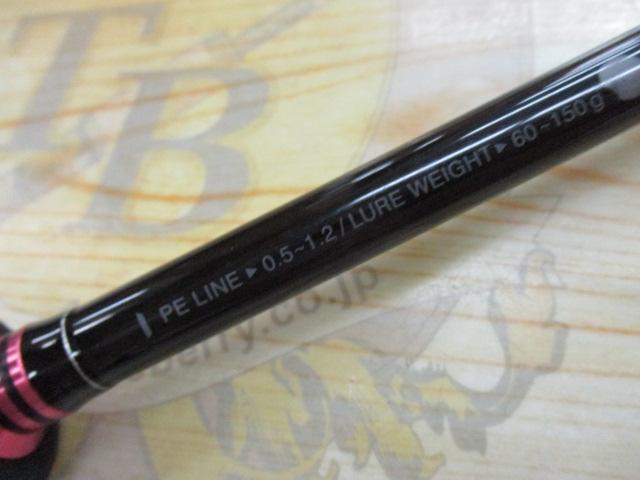 TB
PE LINE ▸ 0.5~1.2 / LURE WEIGHT ▸ 60~150g
berry.co.jp